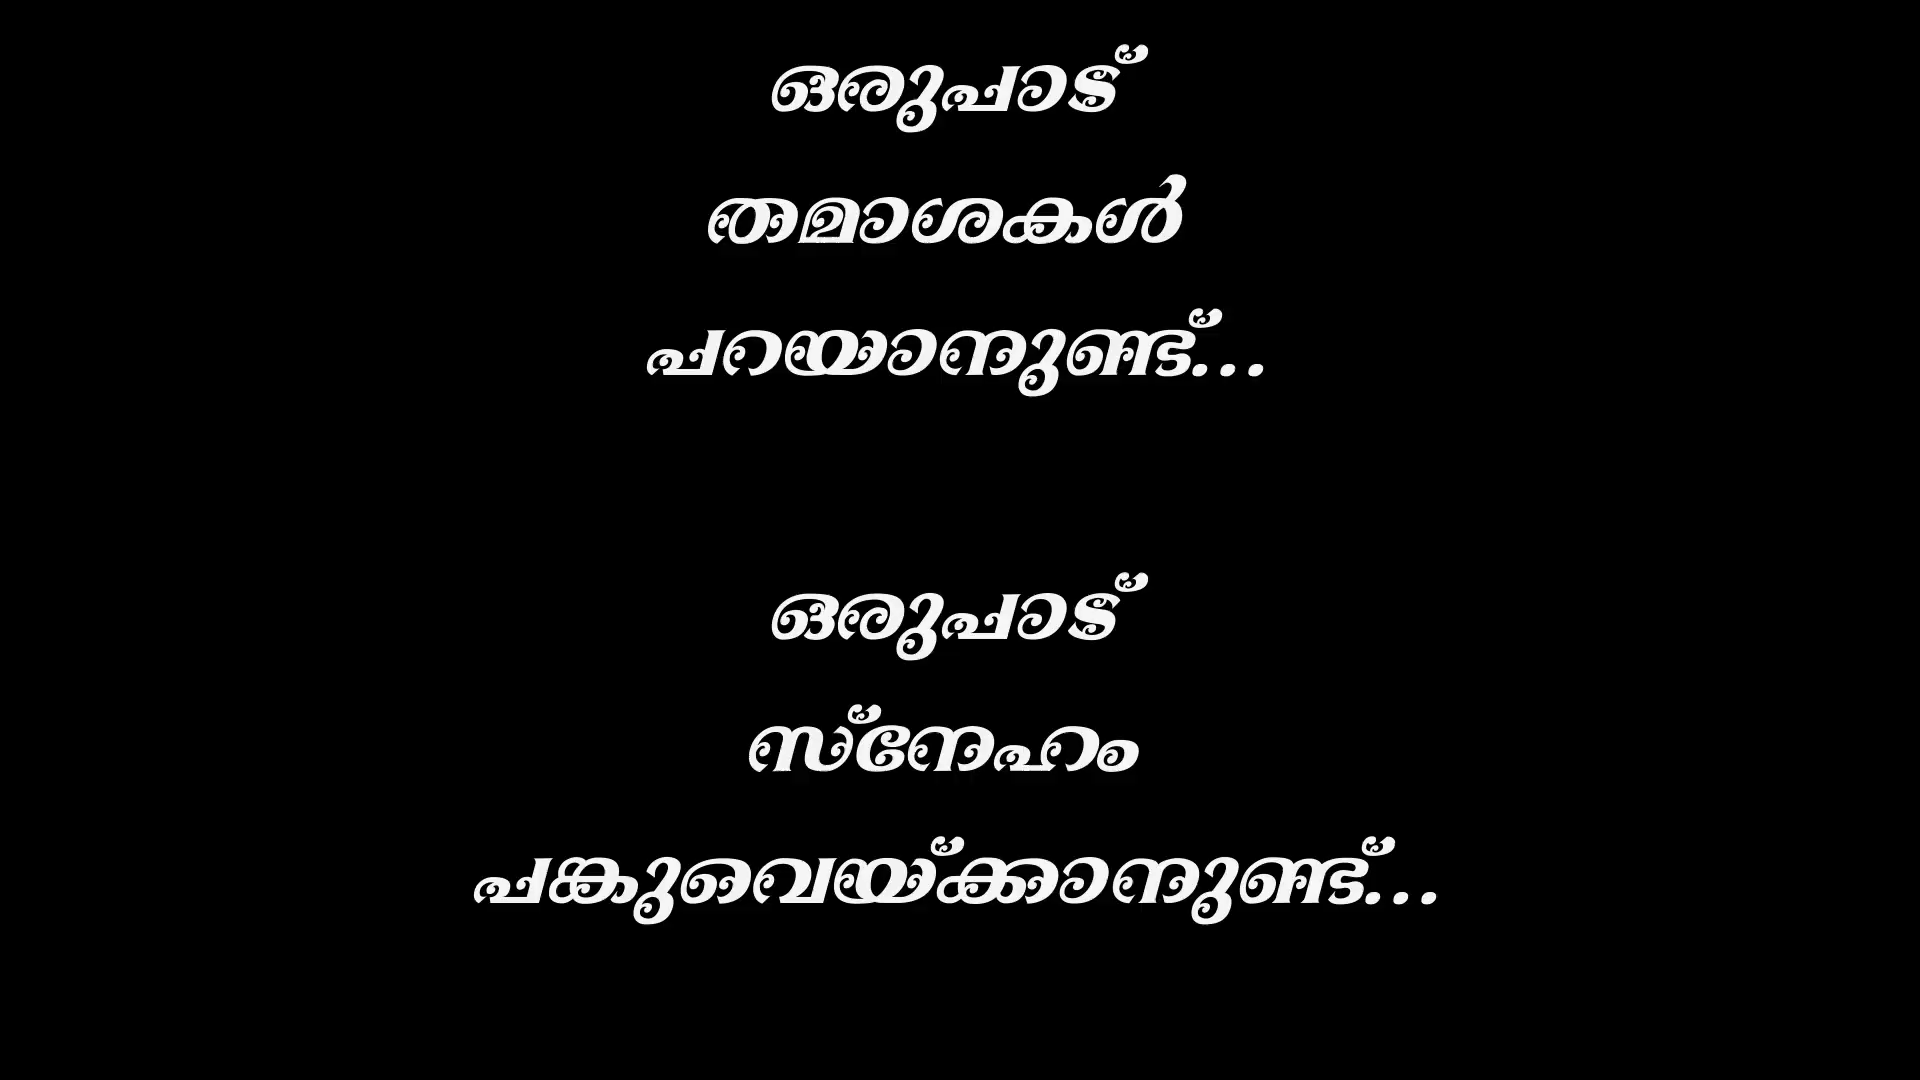 ഒരുപാട്
തമാശകൾ
പറയാനുണ്ട്...
ഒരുപാട്
സ്നേഹം
പങ്കുവെയ്ക്കാനുണ്ട്...